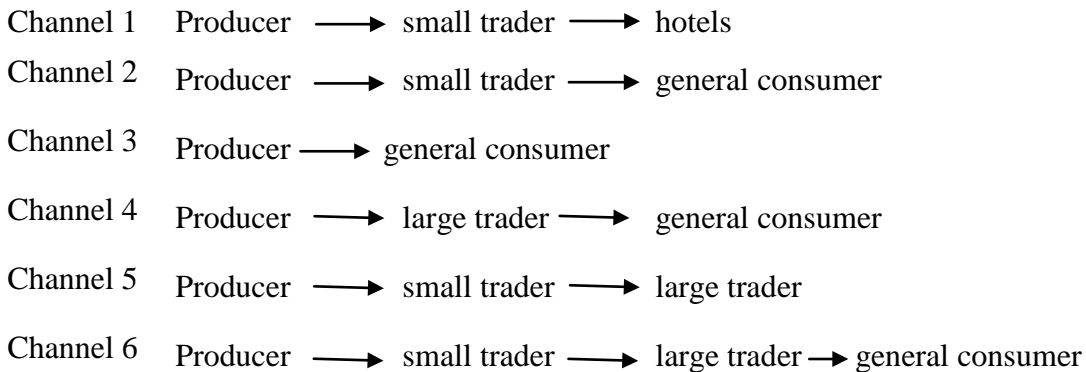 Channel 1 Producer → small trader → hotels
Channel 2 Producer → small trader → general consumer
Channel 3 Producer → general consumer
Channel 4 Producer → large trader → general consumer
Channel 5 Producer → small trader → large trader
Channel 6 Producer → small trader → large trader → general consumer